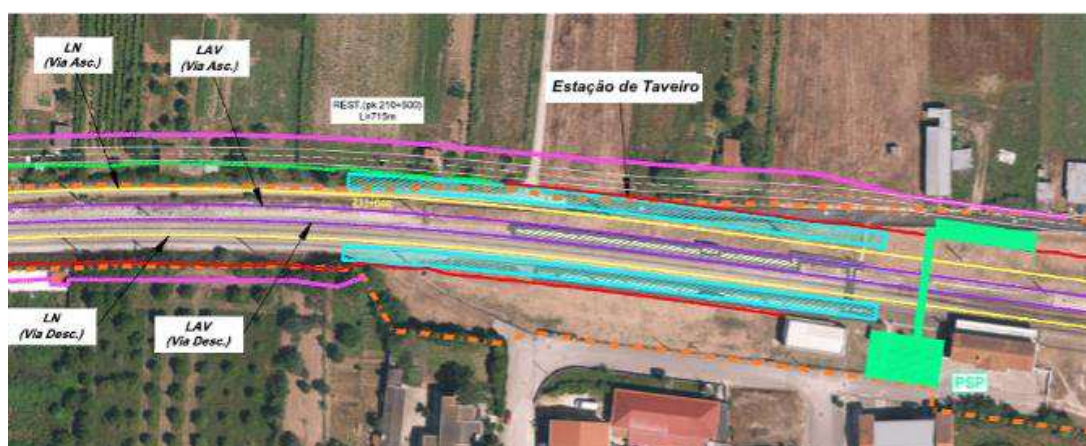 LN
(Via Asc.)
LAV
(Via Asc.)
REST.(pk 210+500)
L=715m
Estação de Taveiro
LN
(Via Desc.)
LAV
(Via Desc.)
PSP